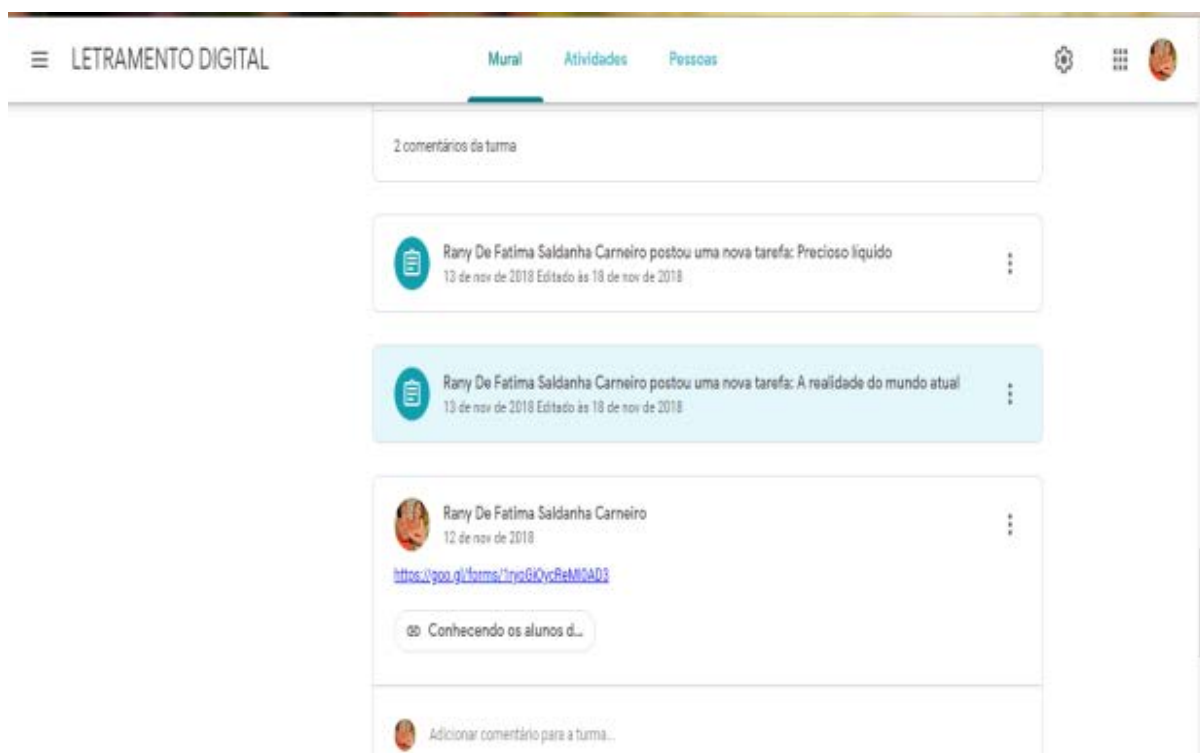 LETRAMENTO DIGITAL
Mural Atividades Pessoas
2 comentários da turma
Rany De Fatima Saldanha Carneiro postou uma nova tarefa: Precioso líquido
13 de nov de 2018 Editado às 18 de nov de 2018
Rany De Fatima Saldanha Carneiro postou uma nova tarefa: A realidade do mundo atual
13 de nov de 2018 Editado às 18 de nov de 2018
Rany De Fatima Saldanha Carneiro
12 de nov de 2018
Conhecendo os alunos d...
Adicionar comentário para a turma...